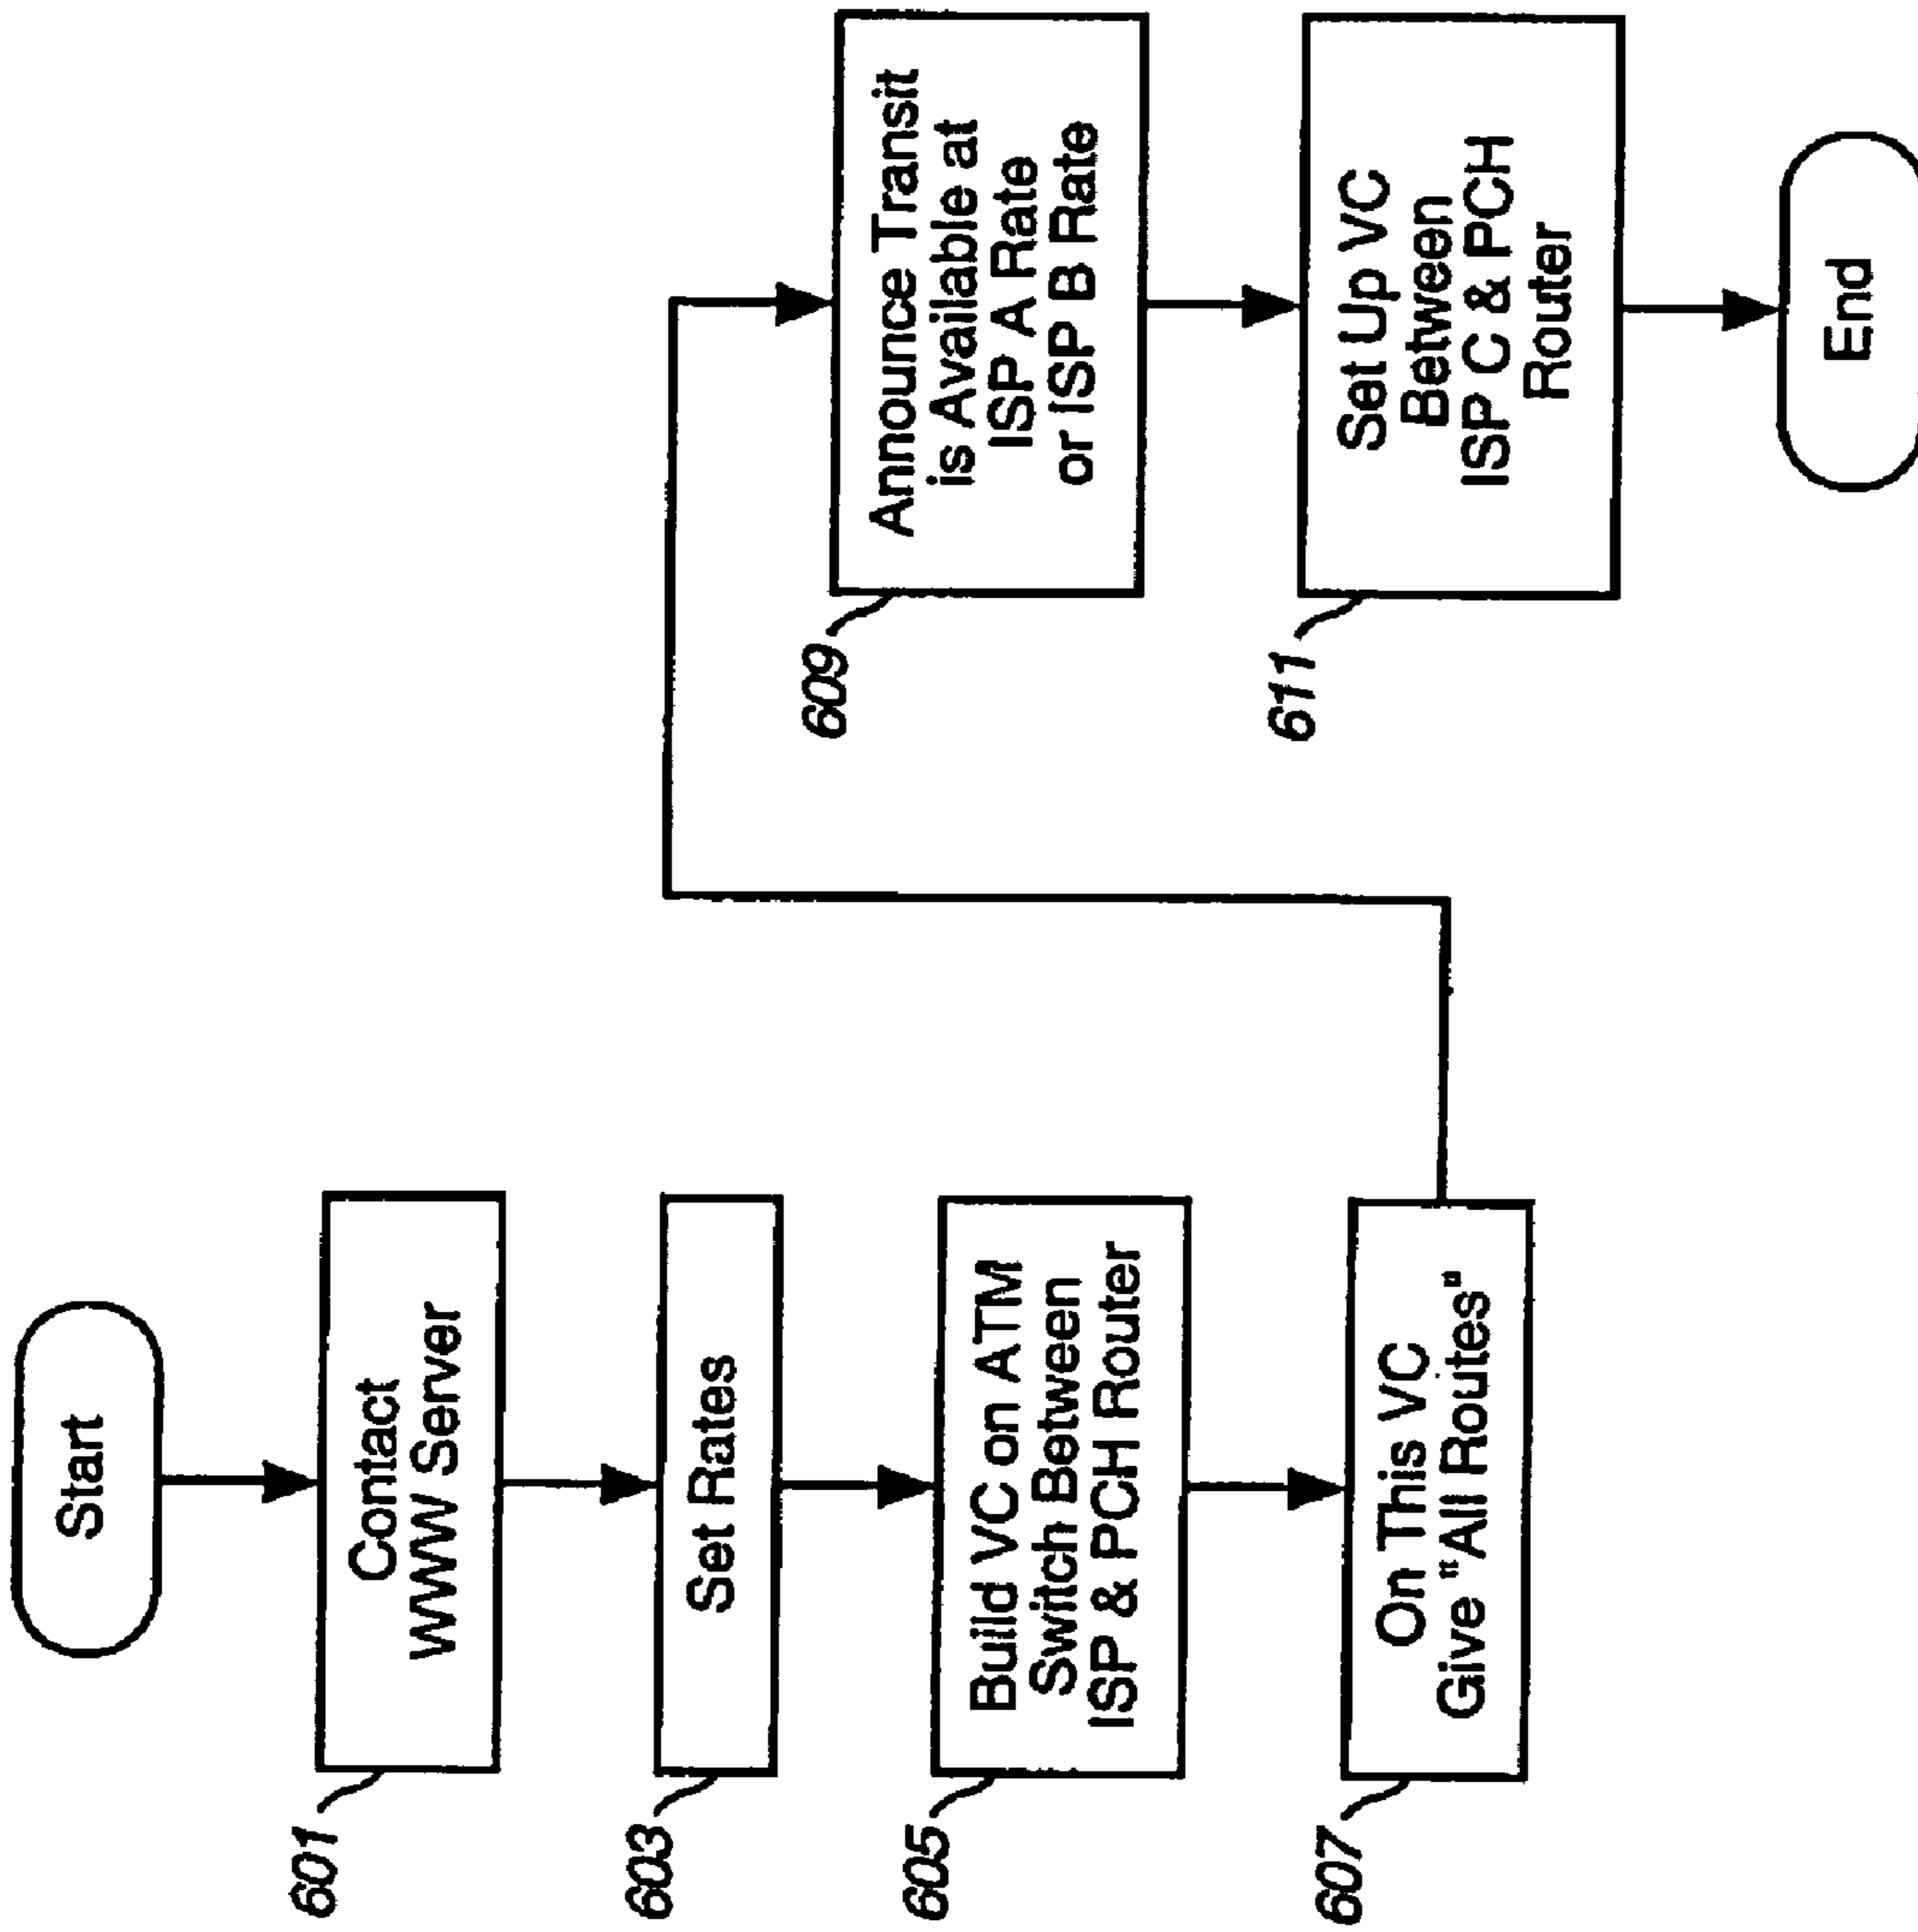 Start
601
Contact
WWW Server
603
Set Rates
605
Build VC on ATM
Switch Between
ISP & PCH Router
607
On This VC
Give "All Routes"
609
Announce Transit
is Available at
ISP A Rate
or ISP B Rate
611
Set Up VC
Between
ISP C & PCH
Router
End